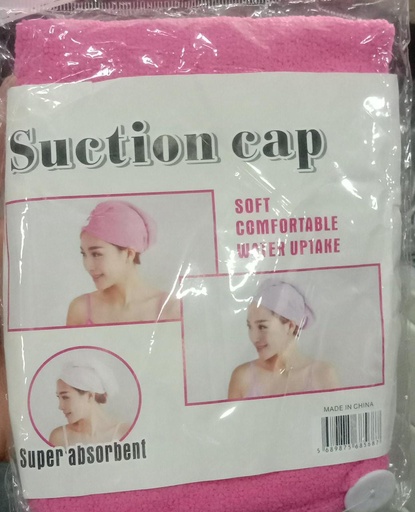 Suction cap
SOFT
COMFORTABLE
WATER UPTAKE
Super absorbent
MADE IN CHINA